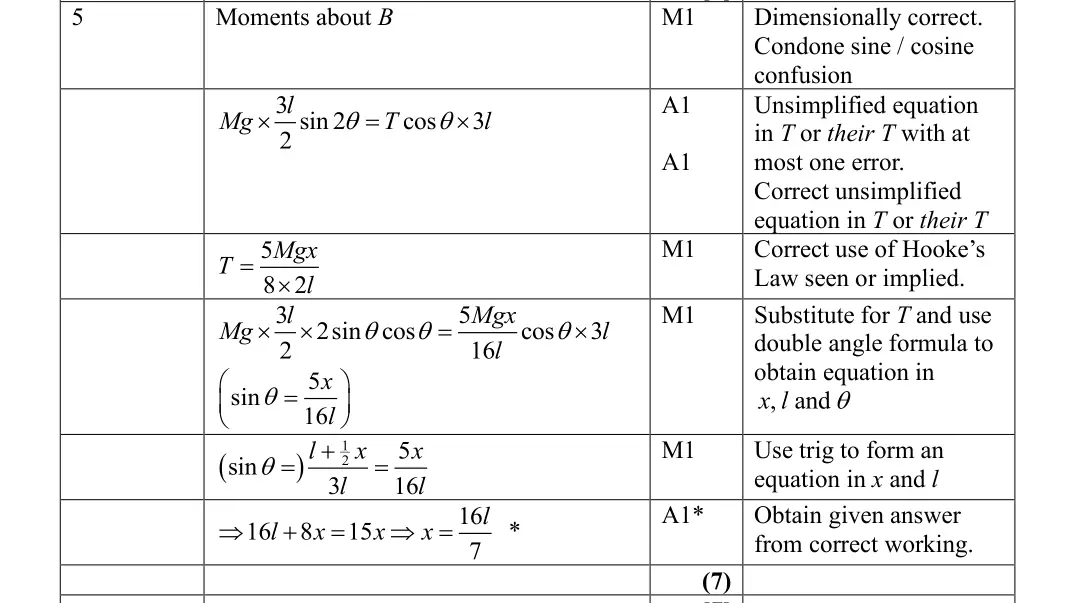 5 Moments about B M1 Dimensionally correct.
Condone sine / cosine
confusion
Mg × 3l/2 sin 2θ = T cos θ × 3l A1 Unsimplified equation
in T or their T with at
A1 most one error.
Correct unsimplified
equation in T or their T
T = 5Mgx/(8 × 2l) M1 Correct use of Hooke’s
Law seen or implied.
Mg × 3l/2 × 2 sin θ cos θ = 5Mgx/16l cos θ × 3l M1 Substitute for T and use
double angle formula to
(sin θ = 5x/16l) obtain equation in
x, l and θ
(sin θ =) (l + ½x)/3l = 5x/16l M1 Use trig to form an
equation in x and l
⇒ 16l + 8x = 15x ⇒ x = 16l/7 * A1* Obtain given answer
from correct working.
(7)